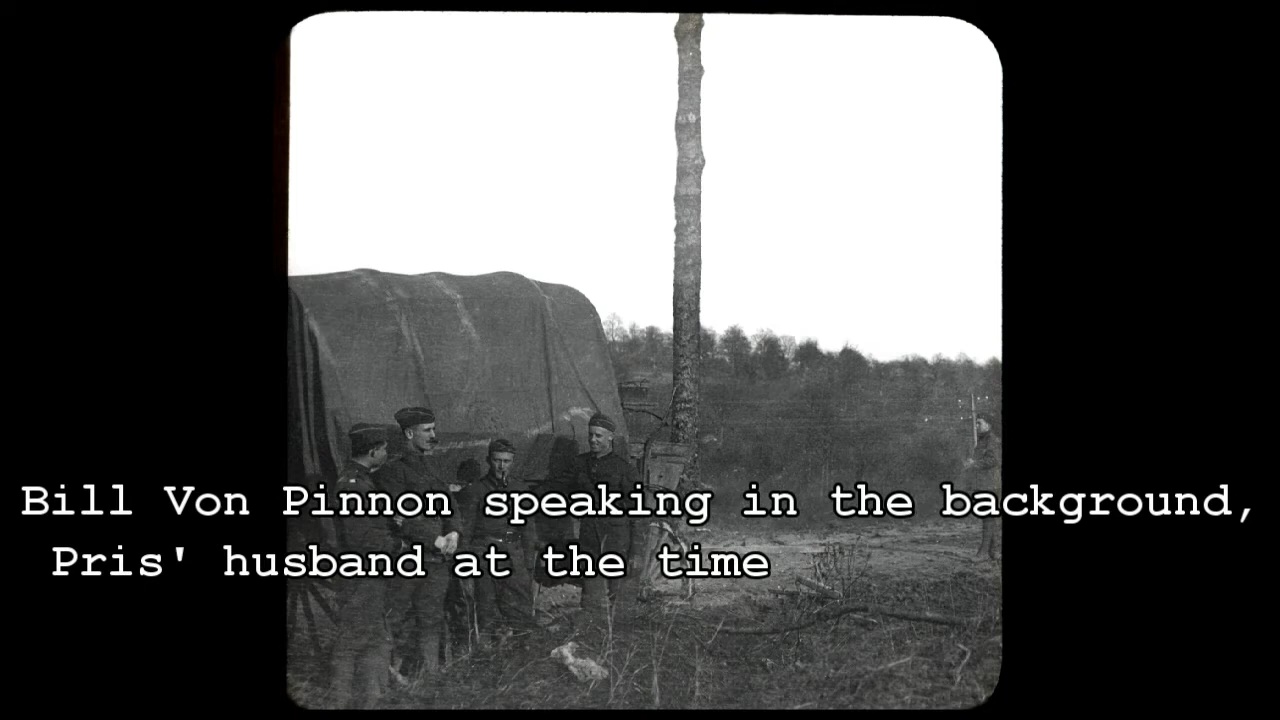 Bill Von Pinnon speaking in the background,
Pris' husband at the time